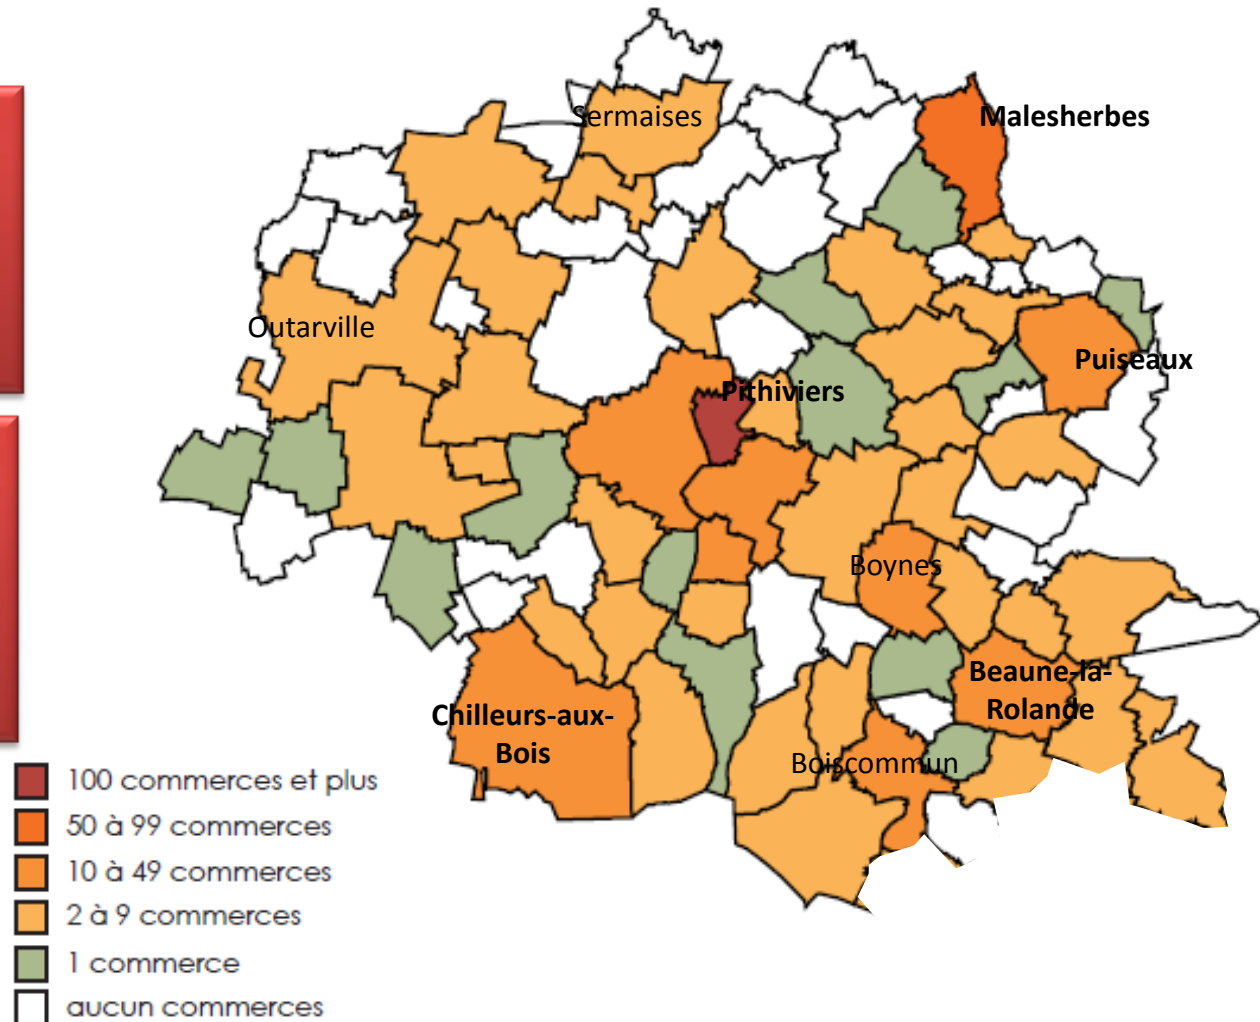 Sermaises
Malesherbes
Outarville
Puiseaux
Pithiviers
Boynes
Beaune-la-
Rolande
Chilleurs-aux-
Bois
Boiscommun
100 commerces et plus
50 à 99 commerces
10 à 49 commerces
2 à 9 commerces
1 commerce
aucun commerces